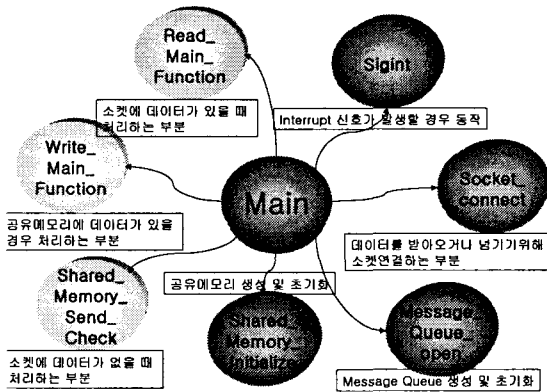 Read_
Main_
Function
Sigint
소켓에 데이터가 있을 때
처리하는 부분
Interrupt 신호가 발생할 경우 동작
Write_
Main_
Function
Main
Socket_
connect
공유메모리에 데이터가 있을
경우 처리하는 부분
데이터를 받아오거나 넘기기위해
소켓연결하는 부분
Shared_
Memory_
Send_
Check
공유메모리 생성 및 초기화
Shared_
Memory_
Initialize
Message_
Queue_
open
소켓에 데이터가 없을 때
처리하는 부분
Message Queue 생성 및 초기화